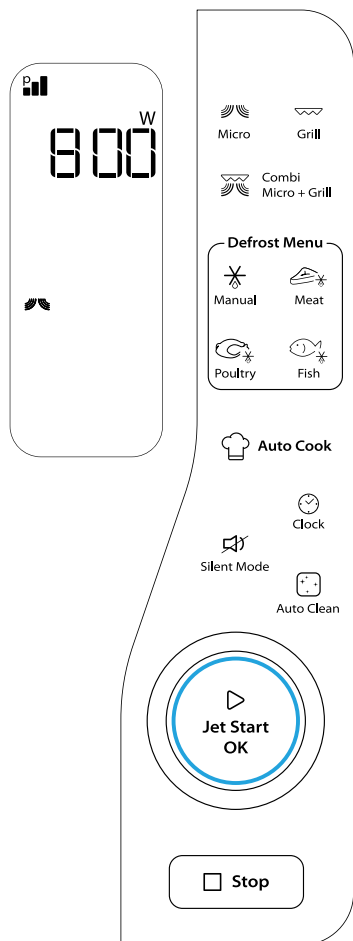 P
W
800
Micro
Grill
Combi
Micro + Grill
Defrost Menu
Manual
Meat
Poultry
Fish
Auto Cook
Clock
Silent Mode
Auto Clean
Jet Start
OK
Stop